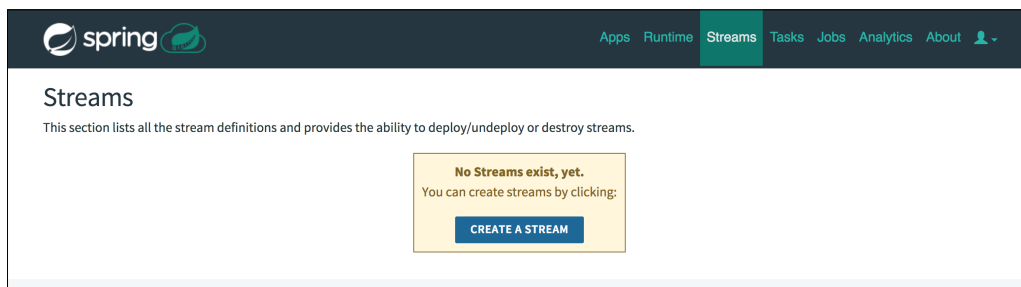 spring
Apps Runtime Streams Tasks Jobs Analytics About
Streams
This section lists all the stream definitions and provides the ability to deploy/undeploy or destroy streams.
No Streams exist, yet.
You can create streams by clicking:
CREATE A STREAM